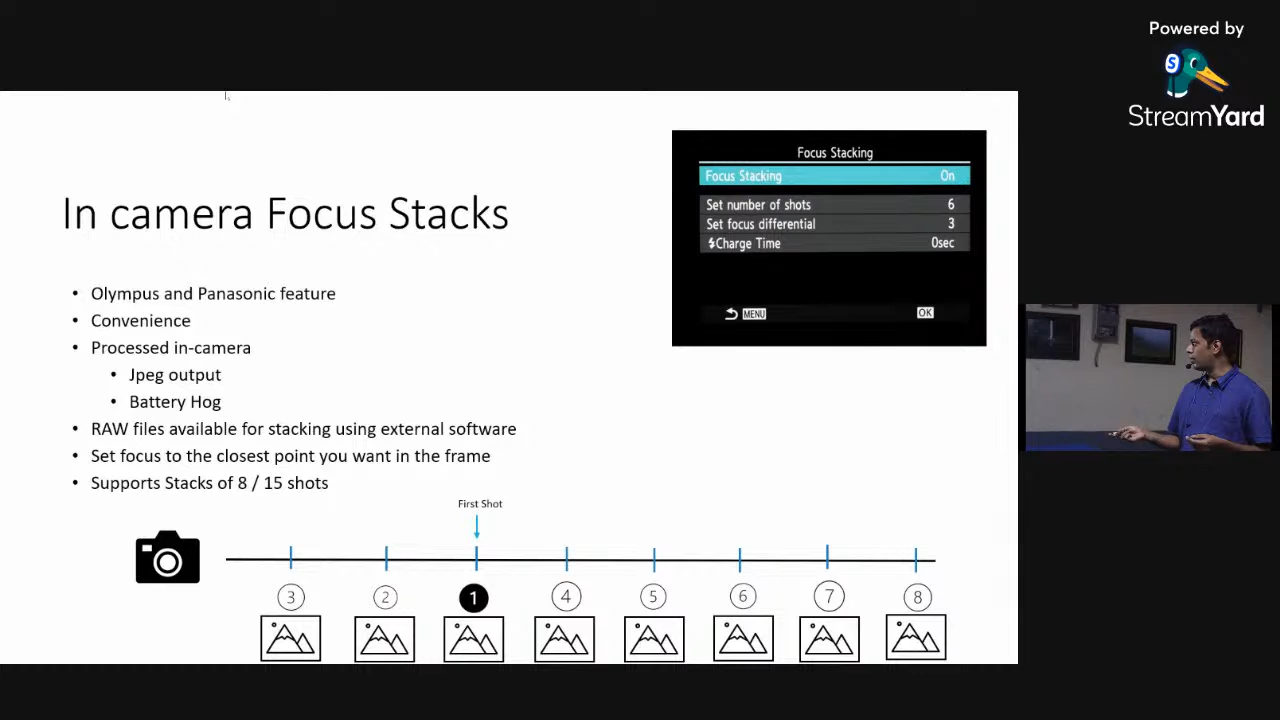 Powered by
S
StreamYard
In camera Focus Stacks
• Olympus and Panasonic feature
• Convenience
• Processed in-camera
• Jpeg output
• Battery Hog
• RAW files available for stacking using external software
• Set focus to the closest point you want in the frame
• Supports Stacks of 8 / 15 shots
Focus Stacking
Focus Stacking On
Set number of shots 6
Set focus differential 3
Charge Time 0sec
MENU OK
First Shot
3 2 1 4 5 6 7 8